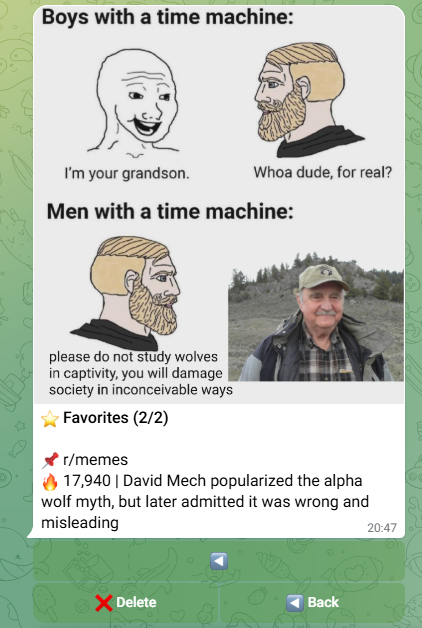 Boys with a time machine:
I'm your grandson.
Whoa dude, for real?
Men with a time machine:
please do not study wolves
in captivity, you will damage
society in inconceivable ways
⭐ Favorites (2/2)
📌 r/memes
🔥 17,940 | David Mech popularized the alpha
wolf myth, but later admitted it was wrong and
misleading
20:47
◀️
❌ Delete
◀️ Back